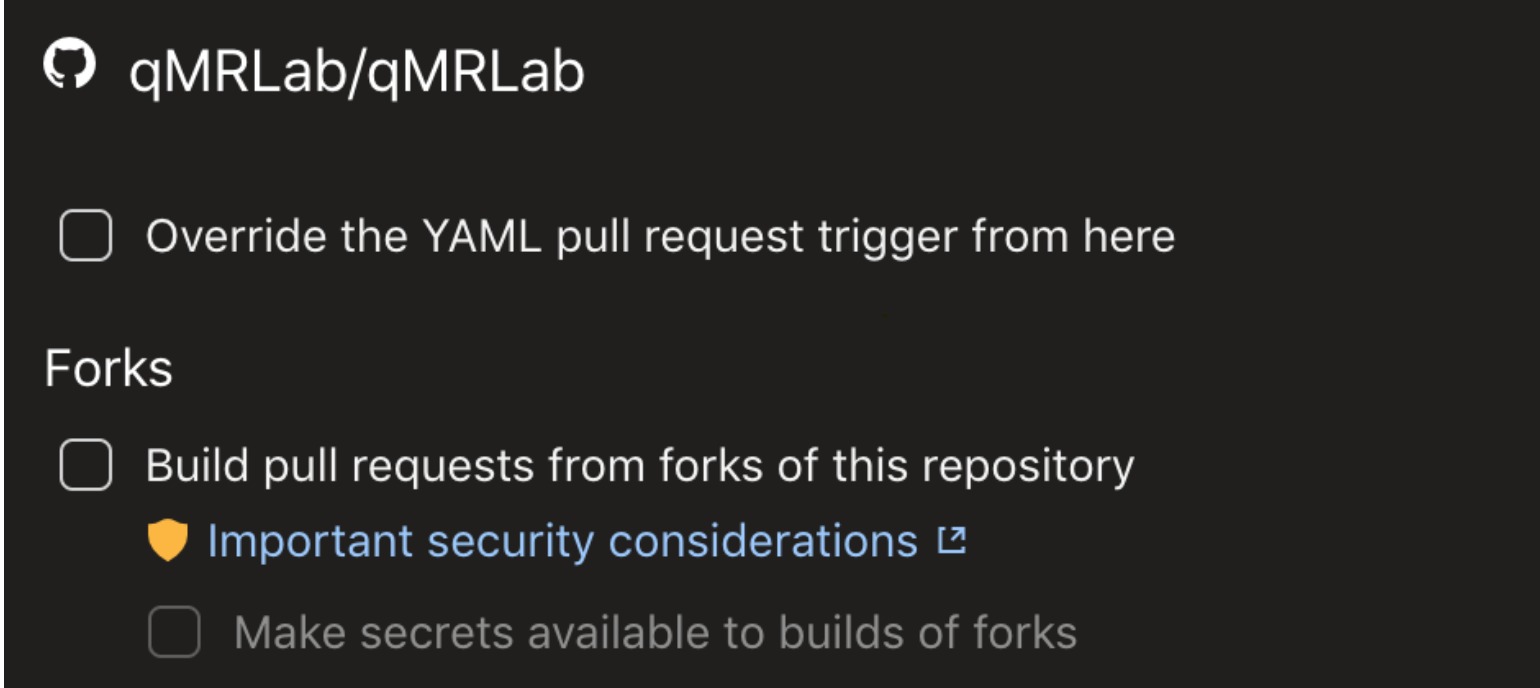 qMRLab/qMRLab
Override the YAML pull request trigger from here
Forks
Build pull requests from forks of this repository
Important security considerations
Make secrets available to builds of forks